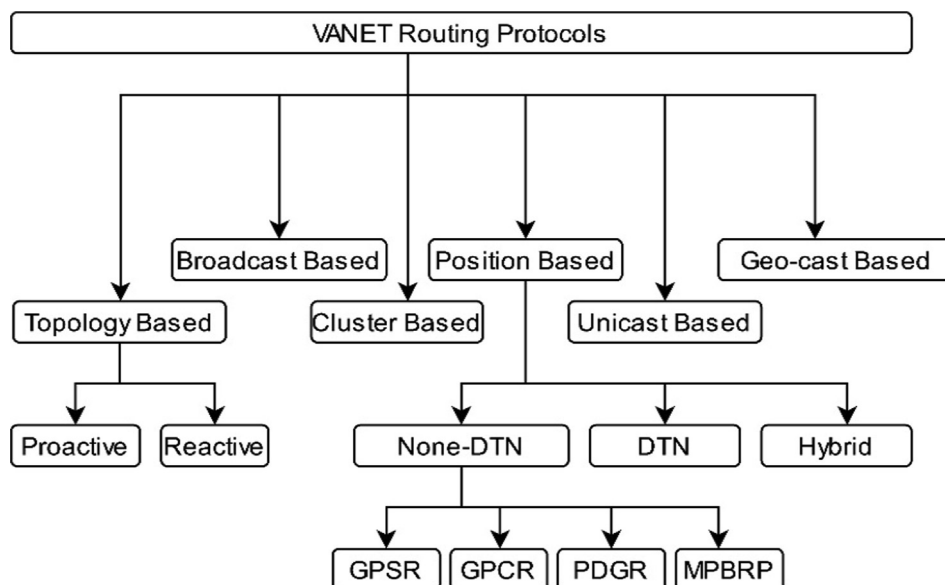 VANET Routing Protocols
Broadcast Based
Position Based
Geo-cast Based
Topology Based
Cluster Based
Unicast Based
Proactive
Reactive
None-DTN
DTN
Hybrid
GPSR
GPCR
PDGR
MPBRP